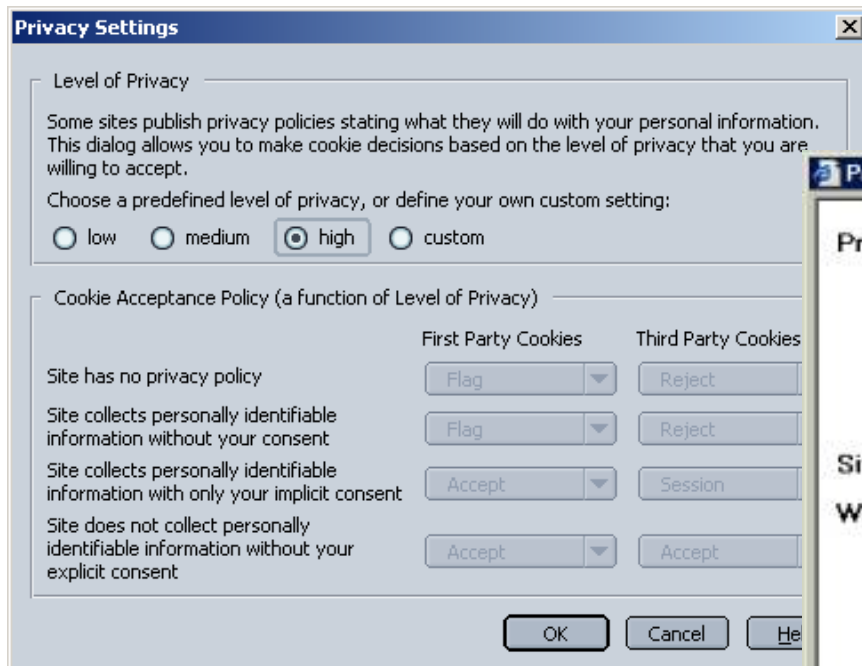 Privacy Settings
Level of Privacy
Some sites publish privacy policies stating what they will do with your personal information.
This dialog allows you to make cookie decisions based on the level of privacy that you are
willing to accept.
Choose a predefined level of privacy, or define your own custom setting:
low medium high custom
Cookie Acceptance Policy (a function of Level of Privacy)
First Party Cookies Third Party Cookies
Site has no privacy policy Flag Reject
Site collects personally identifiable
information without your consent Flag Reject
Site collects personally identifiable
information with only your implicit consent Accept Session
Site does not collect personally
identifiable information without your
explicit consent Accept Accept
OK Cancel He
P
Pr
Si
W